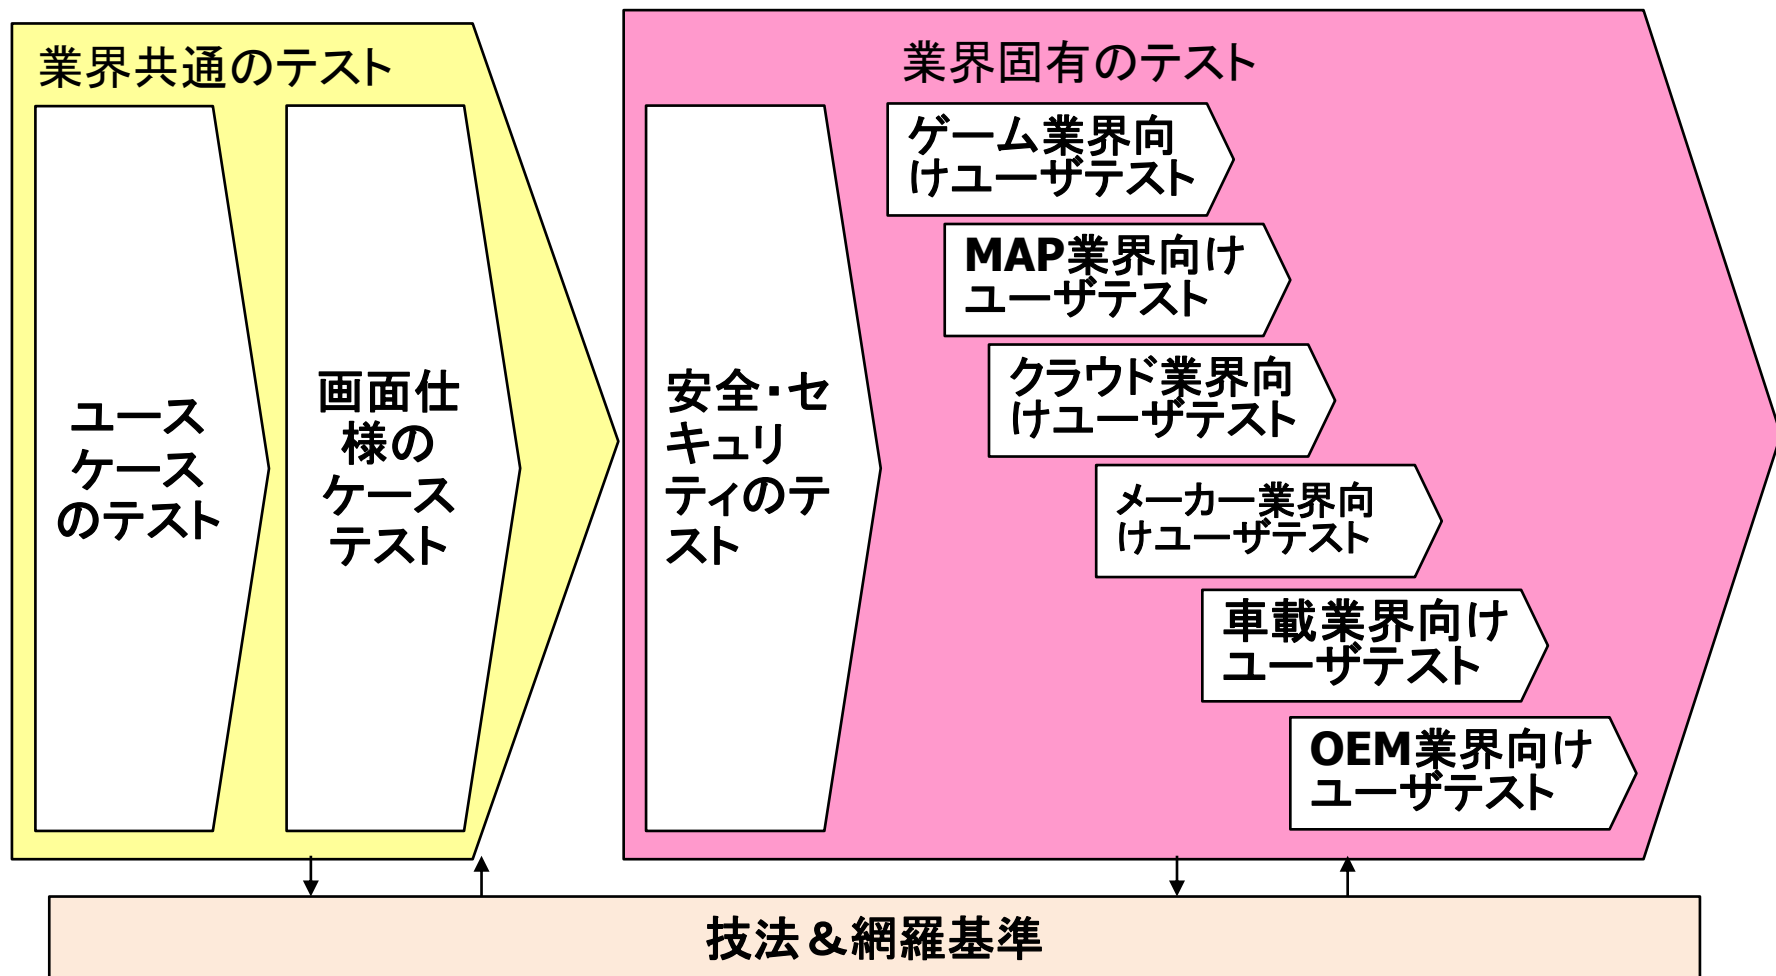 業界共通のテスト
ユース
ケース
のテスト
画面仕
様の
ケース
テスト
業界固有のテスト
安全・セ
キュリ
ティのテ
スト
ゲーム業界向
けユーザテスト
MAP業界向け
ユーザテスト
クラウド業界向
けユーザテスト
メーカー業界向
けユーザテスト
車載業界向け
ユーザテスト
OEM業界向け
ユーザテスト
技法＆網羅基準